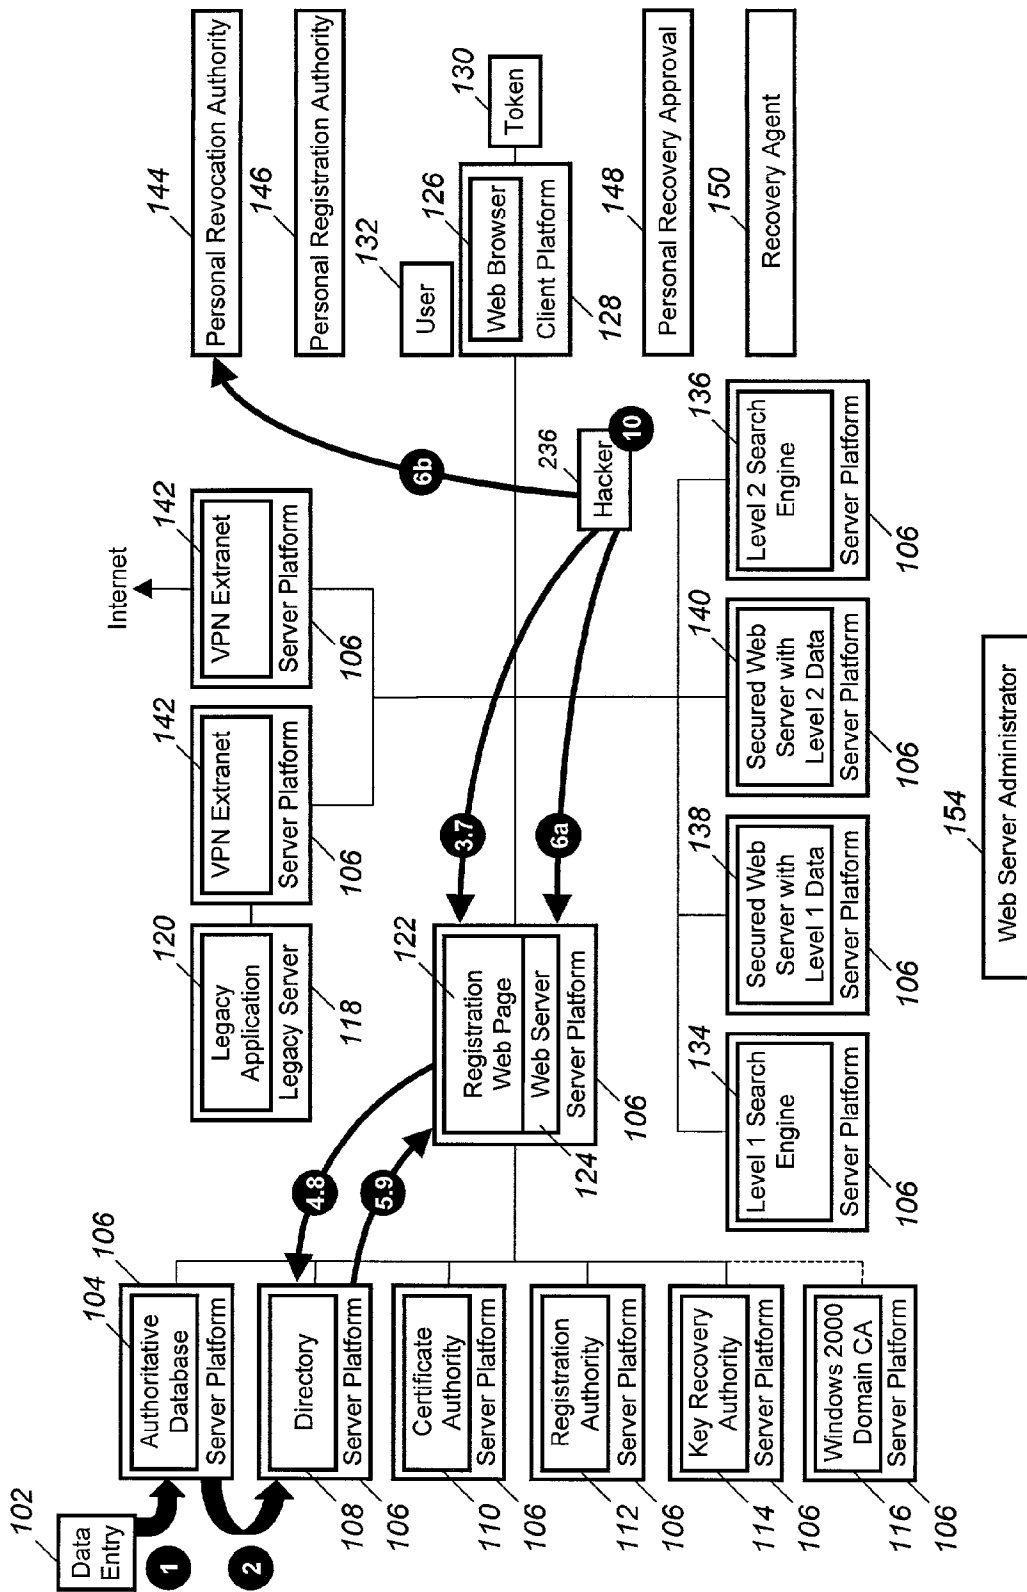 102
Data
Entry
1
2
104
106
Authoritative
Database
Server Platform
Directory
Server Platform
108
106
Certificate
Authority
Server Platform
110
106
Registration
Authority
Server Platform
112
106
Key Recovery
Authority
Server Platform
114
106
Windows 2000
Domain CA
Server Platform
116
106
4.8
5.9
120
Legacy
Application
Legacy Server
118
142
VPN Extranet
Server Platform
106
Internet
142
VPN Extranet
Server Platform
106
122
Registration
Web Page
Web Server
Server Platform
124
106
3.7
6a
6b
236
Hacker
10
134
Level 1 Search
Engine
Server Platform
106
138
Secured Web
Server with
Level 1 Data
Server Platform
106
140
Secured Web
Server with
Level 2 Data
Server Platform
106
136
Level 2 Search
Engine
Server Platform
106
144
Personal Revocation Authority
146
Personal Registration Authority
132
User
126
Web Browser
Client Platform
128
130
Token
148
Personal Recovery Approval
150
Recovery Agent
154
Web Server Administrator